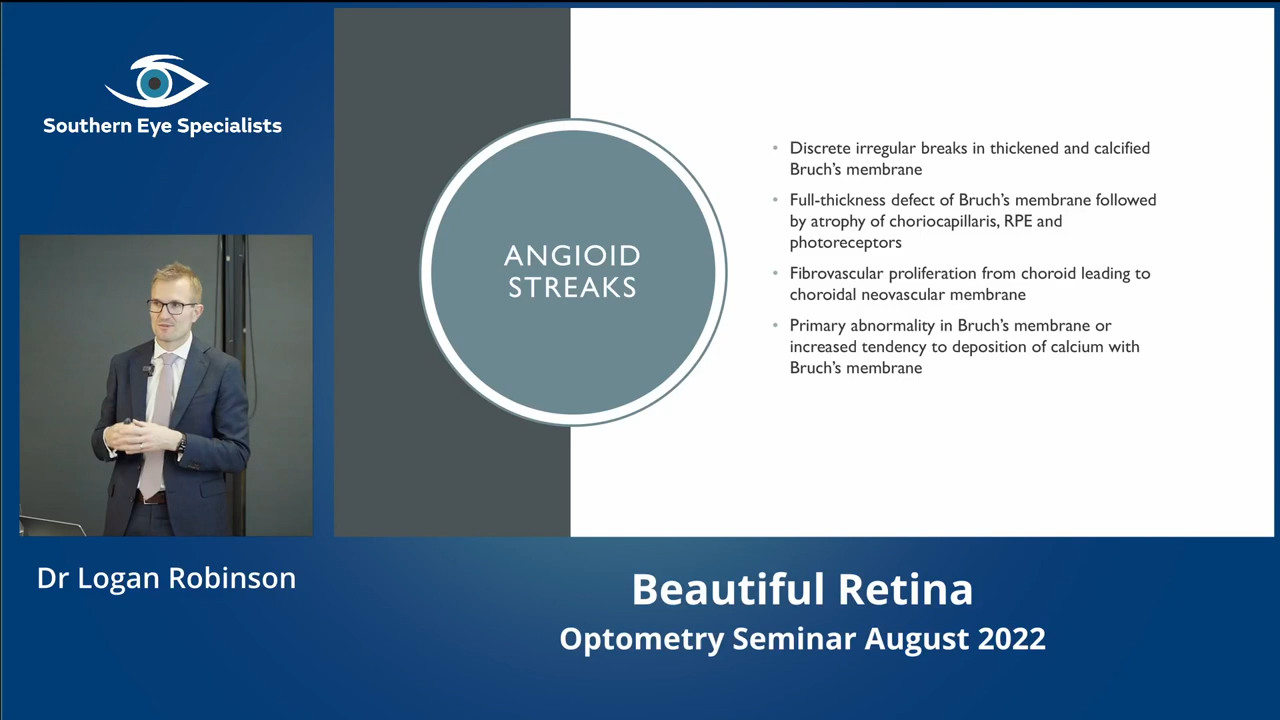 Southern Eye Specialists
ANGIOID
STREAKS
• Discrete irregular breaks in thickened and calcified
Bruch’s membrane
• Full-thickness defect of Bruch’s membrane followed
by atrophy of choriocapillaris, RPE and
photoreceptors
• Fibrovascular proliferation from choroid leading to
choroidal neovascular membrane
• Primary abnormality in Bruch’s membrane or
increased tendency to deposition of calcium with
Bruch’s membrane
Dr Logan Robinson
Beautiful Retina
Optometry Seminar August 2022